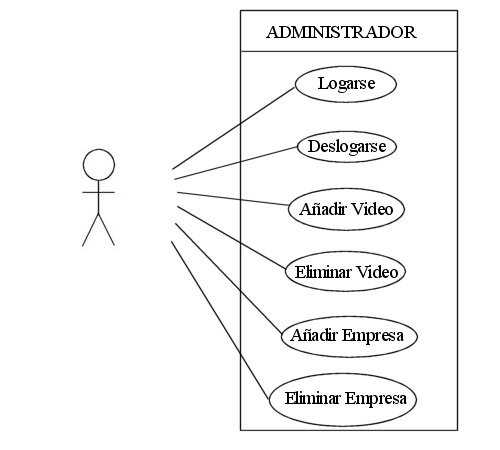 ADMINISTRADOR
Logarse
Deslogarse
Añadir Video
Eliminar Video
Añadir Empresa
Eliminar Empresa